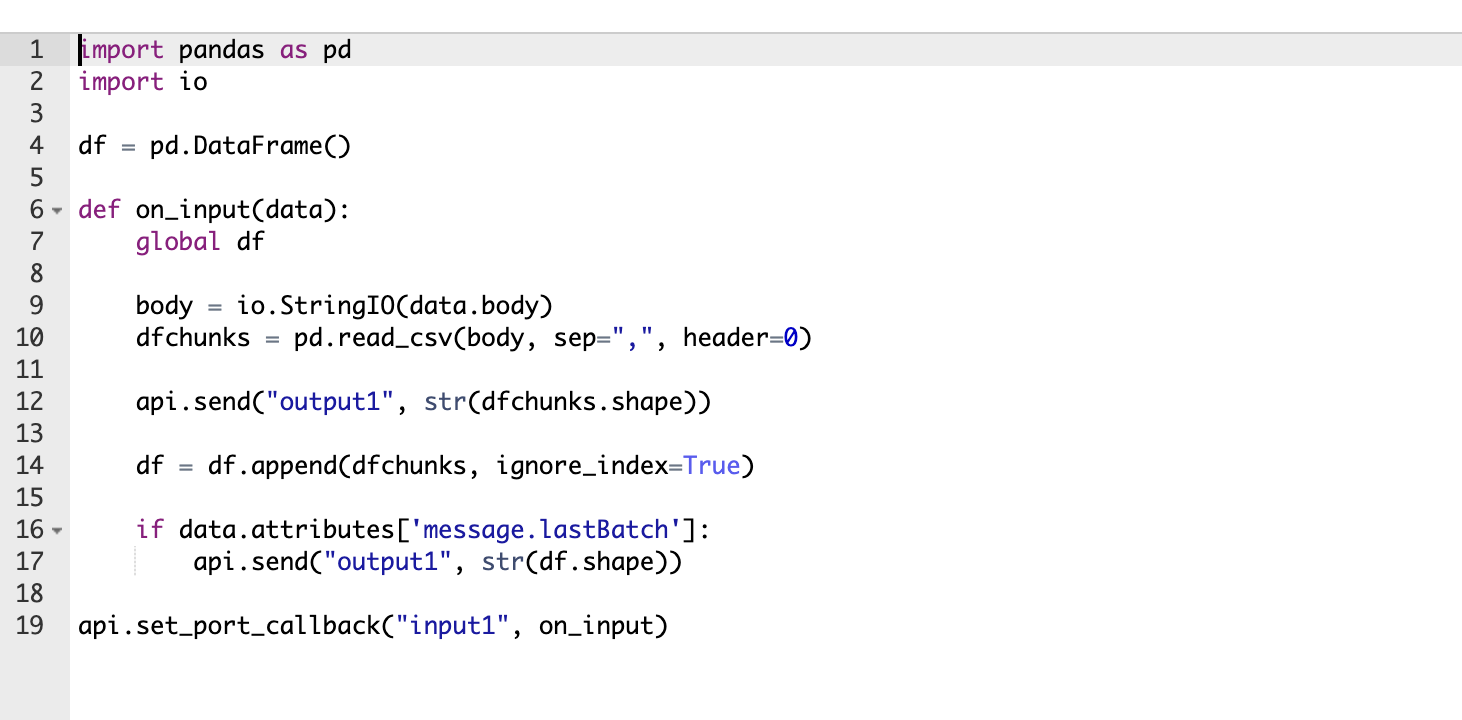 1 import pandas as pd
2 import io
3
4 df = pd.DataFrame()
5
6 def on_input(data):
7     global df
8
9     body = io.StringIO(data.body)
10     dfchunks = pd.read_csv(body, sep=",", header=0)
11
12     api.send("output1", str(dfchunks.shape))
13
14     df = df.append(dfchunks, ignore_index=True)
15
16     if data.attributes['message.lastBatch']:
17         api.send("output1", str(df.shape))
18
19 api.set_port_callback("input1", on_input)